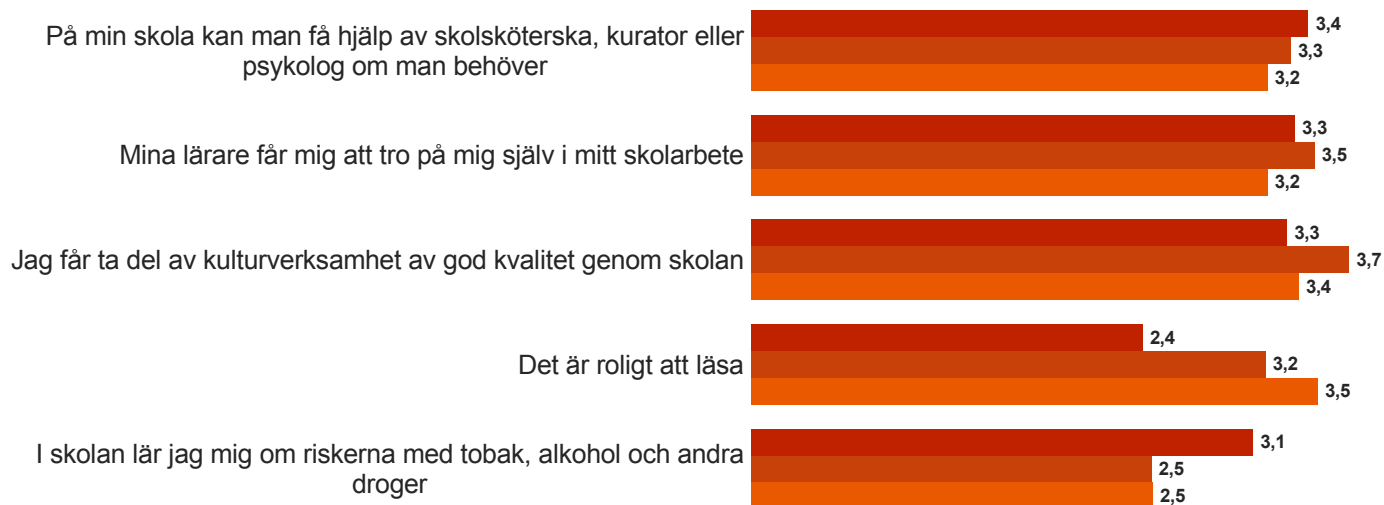 På min skola kan man få hjälp av skolsköterska, kurator eller
psykolog om man behöver
3,4
3,3
3,2
Mina lärare får mig att tro på mig själv i mitt skolarbete
3,3
3,5
3,2
Jag får ta del av kulturverksamhet av god kvalitet genom skolan
3,3
3,7
3,4
Det är roligt att läsa
2,4
3,2
3,5
I skolan lär jag mig om riskerna med tobak, alkohol och andra
droger
3,1
2,5
2,5